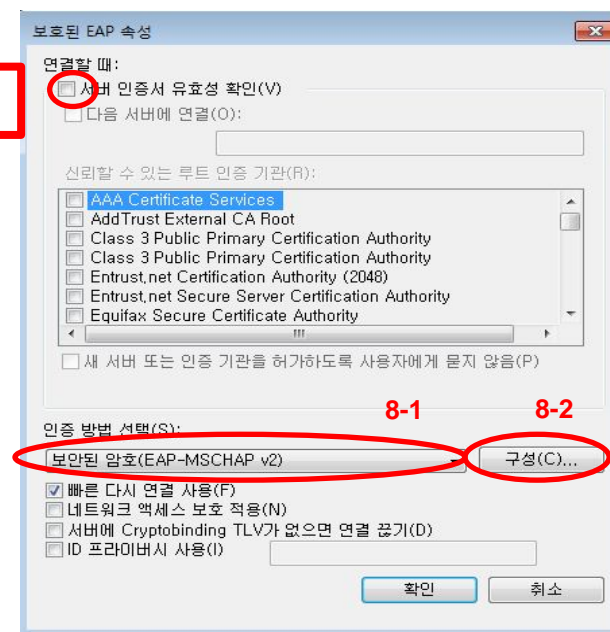 보호된 EAP 속성
연결할 때:
서버 인증서 유효성 확인(V)
다음 서버에 연결(O):
신뢰할 수 있는 루트 인증 기관(R):
AAA Certificate Services
AddTrust External CA Root
Class 3 Public Primary Certification Authority
Class 3 Public Primary Certification Authority
Entrust.net Certification Authority (2048)
Entrust.net Secure Server Certification Authority
Equifax Secure Certificate Authority
새 서버 또는 인증 기관을 허가하도록 사용자에게 묻지 않음(P)
8-1 8-2
인증 방법 선택(S):
보안된 암호(EAP-MSCHAP v2) 구성(C)...
빠른 다시 연결 사용(F)
네트워크 액세스 보호 적용(N)
서버에 Cryptobinding TLV가 없으면 연결 끊기(D)
ID 프라이버시 사용(I)
확인 취소